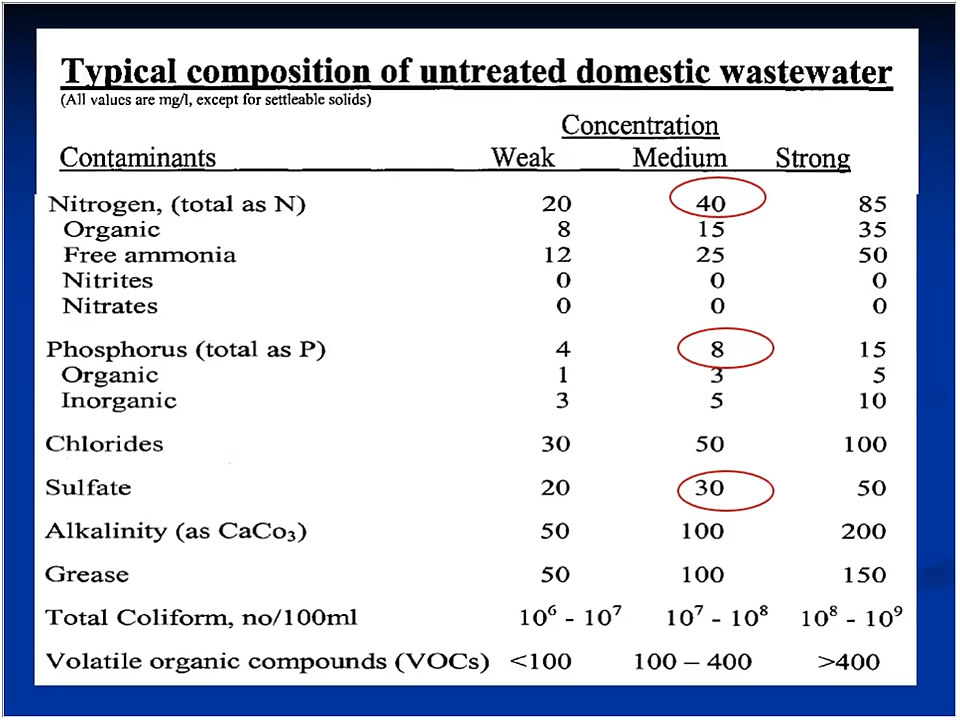 Typical composition of untreated domestic wastewater
(All values are mg/l, except for settleable solids)
Concentration
Contaminants Weak Medium Strong
Nitrogen, (total as N) 20 40 85
Organic 8 15 35
Free ammonia 12 25 50
Nitrites 0 0 0
Nitrates 0 0 0
Phosphorus (total as P) 4 8 15
Organic 1 3 5
Inorganic 3 5 10
Chlorides 30 50 100
Sulfate 20 30 50
Alkalinity (as CaCo₃) 50 100 200
Grease 50 100 150
Total Coliform, no/100ml 10⁶ - 10⁷ 10⁷ - 10⁸ 10⁸ - 10⁹
Volatile organic compounds (VOCs) <100 100 – 400 >400